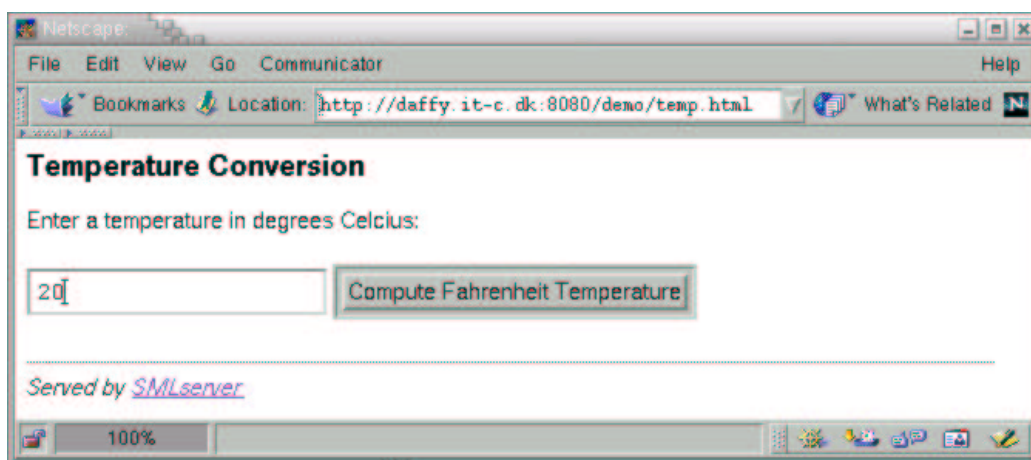 Netscape:
File Edit View Go Communicator Help
Bookmarks Location: http://daffy.it-c.dk:8080/demo/temp.html What's Related N
Temperature Conversion
Enter a temperature in degrees Celcius:
20 Compute Fahrenheit Temperature
Served by SMLserver
100%